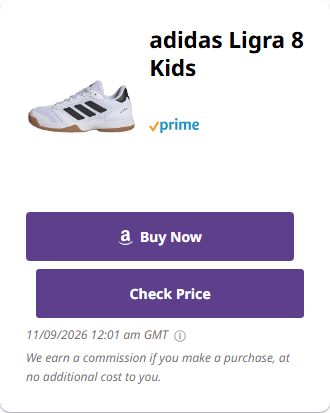 adidas Ligra 8
Kids
prime
Buy Now
Check Price
11/09/2026 12:01 am GMT
We earn a commission if you make a purchase, at
no additional cost to you.